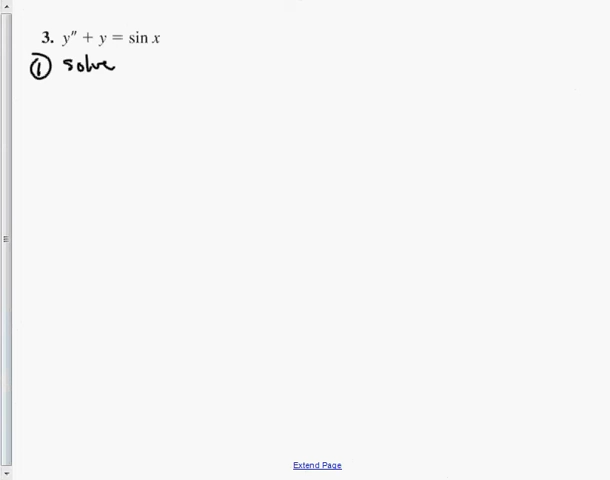 3. y″ + y = sin x
① solve
Extend Page